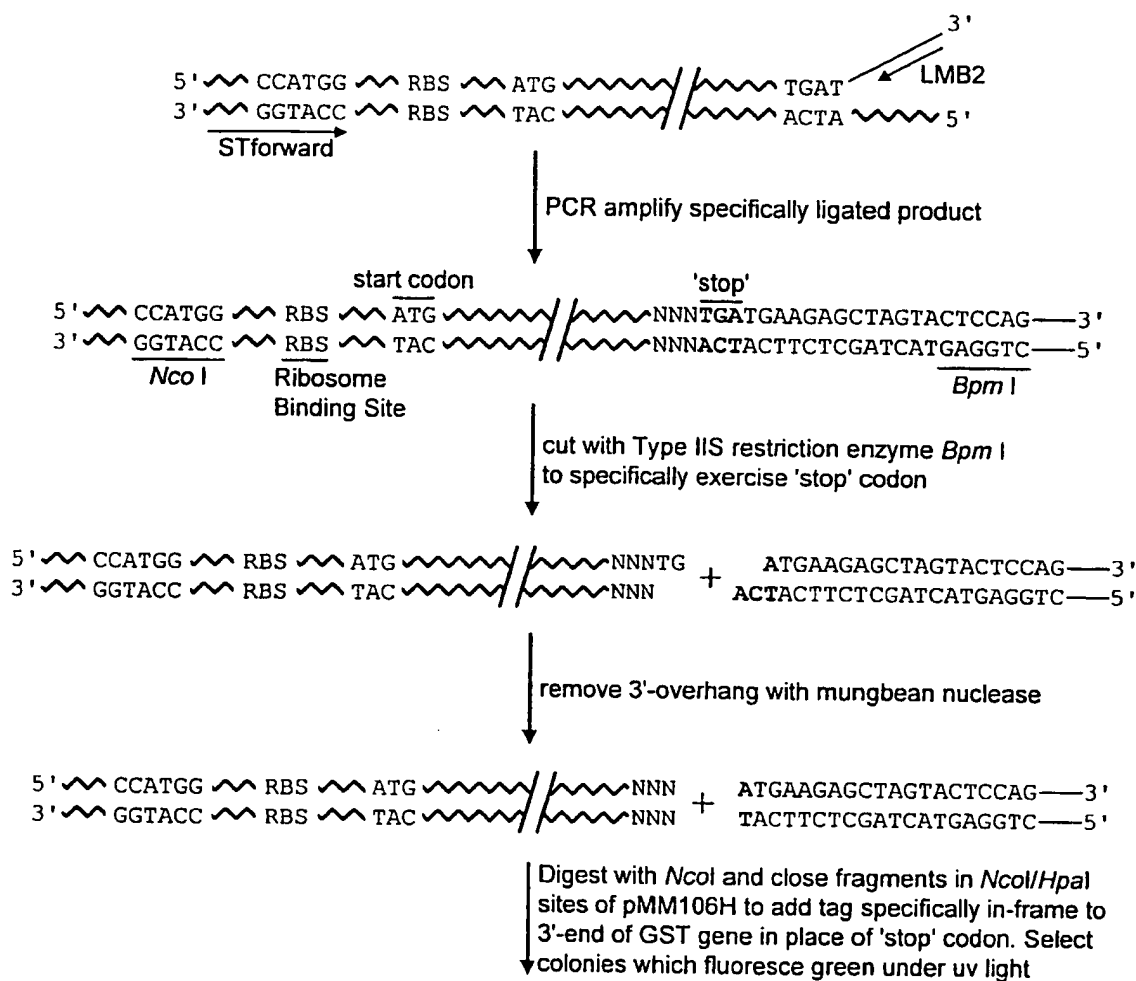 3'
5' CCATGG RBS ATG TGAT LMB2
3' GGTACC RBS TAC ACTA 5'
STforward
PCR amplify specifically ligated product
start codon 'stop'
5' CCATGG RBS ATG NNNTGATGAAGAGCTAGTACTCCAG 3'
3' GGTACC RBS TAC NNNACTACTTCTCGATCATGAGGTC 5'
Nco I Ribosome Binding Site Bpm I
cut with Type IIS restriction enzyme Bpm I
to specifically exercise 'stop' codon
5' CCATGG RBS ATG NNNTG + ATGAAGAGCTAGTACTCCAG 3'
3' GGTACC RBS TAC NNN ACTACTTCTCGATCATGAGGTC 5'
remove 3'-overhang with mungbean nuclease
5' CCATGG RBS ATG NNN + ATGAAGAGCTAGTACTCCAG 3'
3' GGTACC RBS TAC NNN TACTTCTCGATCATGAGGTC 5'
Digest with NcoI and close fragments in NcoI/HpaI
sites of pMM106H to add tag specifically in-frame to
3'-end of GST gene in place of 'stop' codon. Select
colonies which fluoresce green under uv light